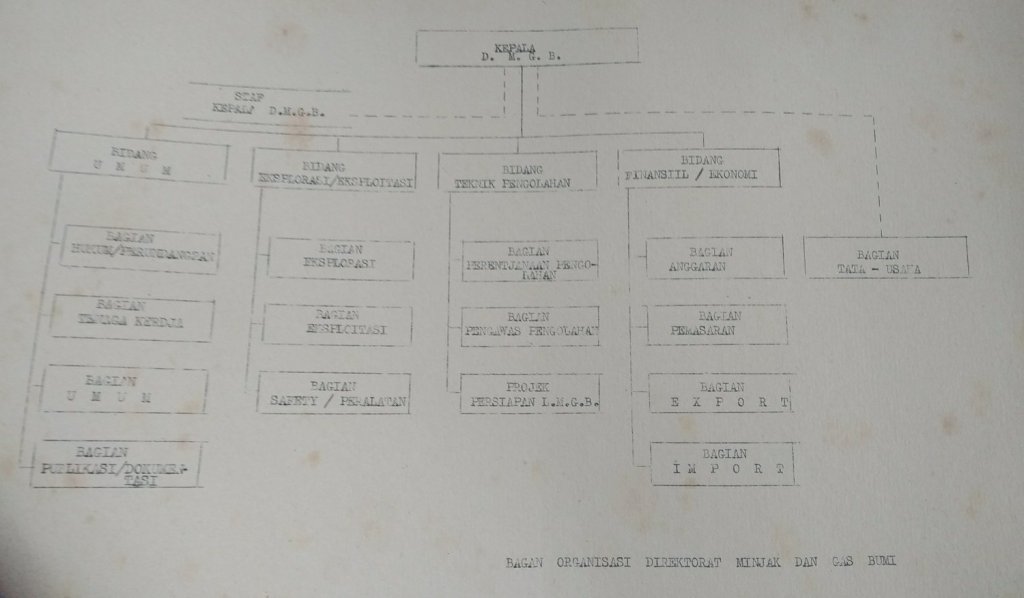 KEPALA
D. M. G. B.
STAF
KEPALA D.M.G.B.
BIDANG
U M U M
BIDANG
EKSPLORASI/EKSPLOITASI
BIDANG
TEKNIK PENGOLAHAN
BIDANG
FINANSIIL / EKONOMI
BAGIAN
HUKUM/PERUNDANGAN
BAGIAN
EKSPLORASI
BAGIAN
PERENTJANAAN PENGO-
LAHAN
BAGIAN
ANGGARAN
BAGIAN
TATA - USAHA
BAGIAN
TENAGA KERDJA
BAGIAN
EKSPLOITASI
BAGIAN
PENGAWAS PENGOLAHAN
BAGIAN
PEMASARAN
BAGIAN
U M U M
BAGIAN
SAFETY / PERALATAN
PROJEK
PERSIAPAN L.M.G.B.
BAGIAN
E X P O R T
BAGIAN
PUBLIKASI/DOKUMEN-
TASI
BAGIAN
I M P O R T
BAGAN ORGANISASI DIREKTORAT MINJAK DAN GAS BUMI